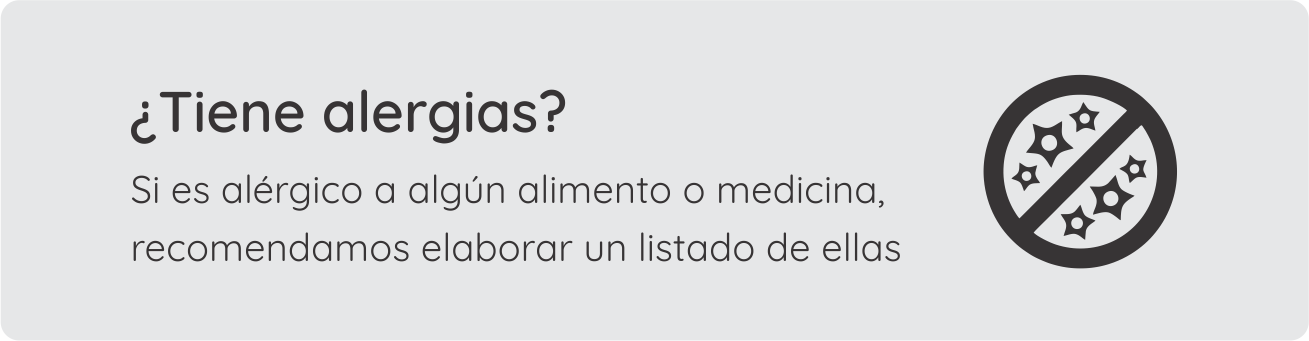 ¿Tiene alergias?
Si es alérgico a algún alimento o medicina,
recomendamos elaborar un listado de ellas